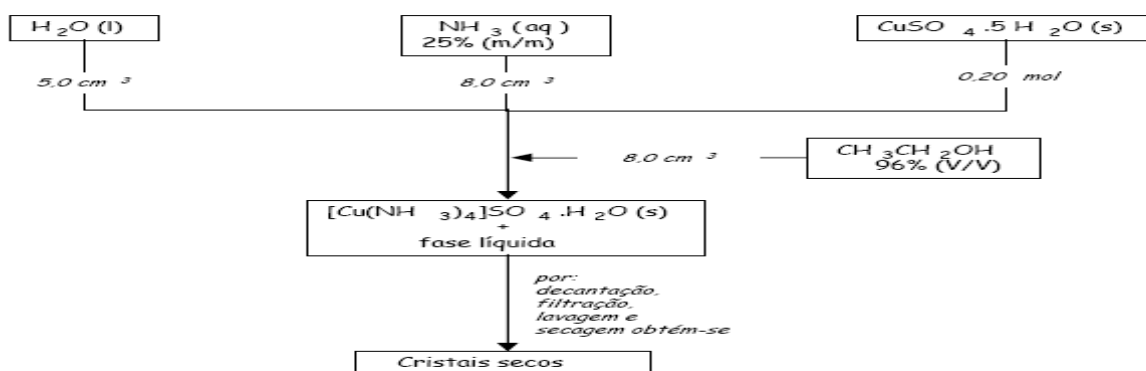 H 2O (l)
NH 3 (aq)
25% (m/m)
CuSO 4 .5 H 2O (s)
5,0 cm 3
8,0 cm 3
0,20 mol
8,0 cm 3
CH 3CH 2OH
96% (V/V)
[Cu(NH 3)4]SO 4 .H 2O (s)
+
fase líquida
por:
decantação,
filtração,
lavagem e
secagem obtém-se
Cristais secos